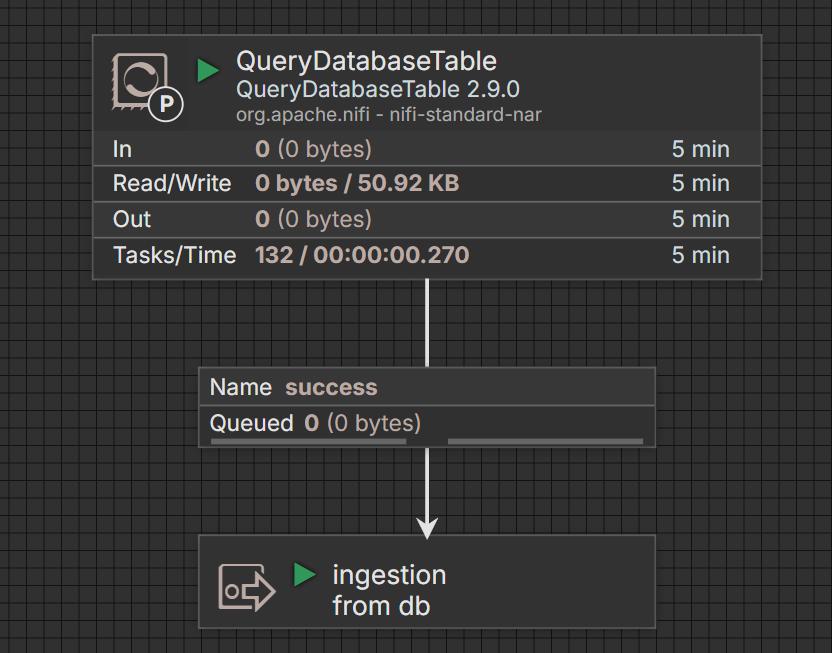 P
QueryDatabaseTable
QueryDatabaseTable 2.9.0
org.apache.nifi - nifi-standard-nar
In 0 (0 bytes) 5 min
Read/Write 0 bytes / 50.92 KB 5 min
Out 0 (0 bytes) 5 min
Tasks/Time 132 / 00:00:00.270 5 min
Name success
Queued 0 (0 bytes)
ingestion
from db